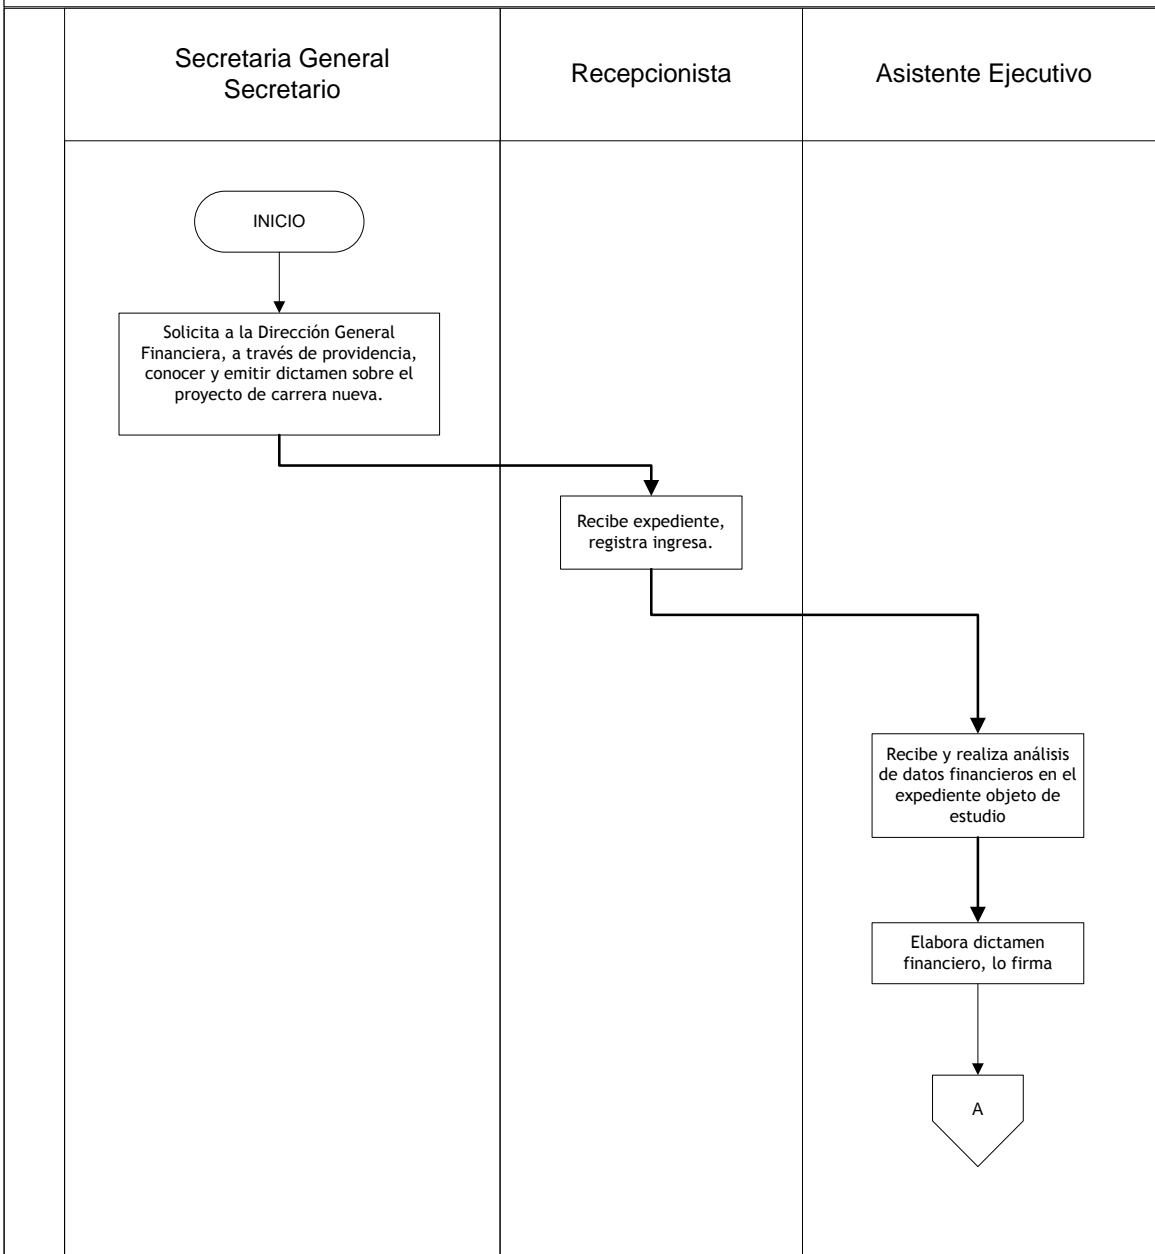 Secretaria General
Secretario
Recepcionista
Asistente Ejecutivo
INICIO
Solicita a la Dirección General
Financiera, a través de providencia,
conocer y emitir dictamen sobre el
proyecto de carrera nueva.
Recibe expediente,
registra ingresa.
Recibe y realiza análisis
de datos financieros en el
expediente objeto de
estudio
Elabora dictamen
financiero, lo firma
A